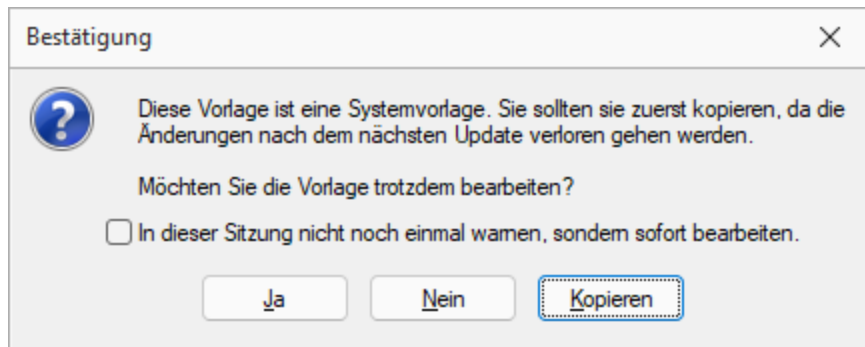 Bestätigung
Diese Vorlage ist eine Systemvorlage. Sie sollten sie zuerst kopieren, da die
Änderungen nach dem nächsten Update verloren gehen werden.
Möchten Sie die Vorlage trotzdem bearbeiten?
In dieser Sitzung nicht noch einmal warnen, sondern sofort bearbeiten.
Ja Nein Kopieren